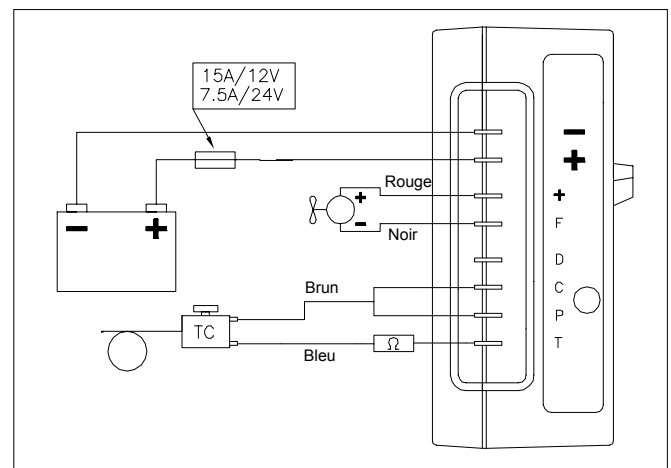 15A/12V
7.5A/24V
− +
Rouge
+
−
Noir
Brun
TC
Bleu
Ω
−
+
+
F
D
C
P
T